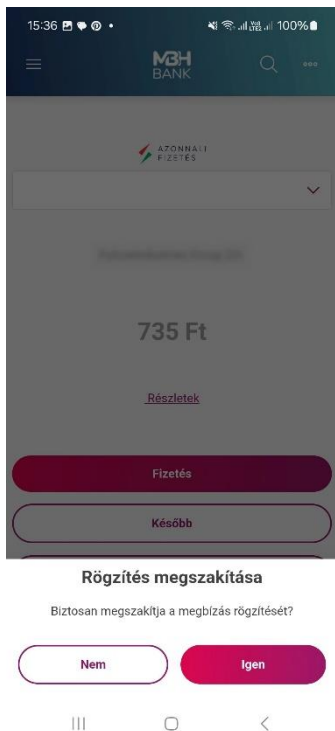 15:36
100%
MBH
BANK
AZONNALI
FIZETÉS
735 Ft
Részletek
Fizetés
Később
Rögzítés megszakítása
Biztosan megszakítja a megbízás rögzítését?
Nem
Igen